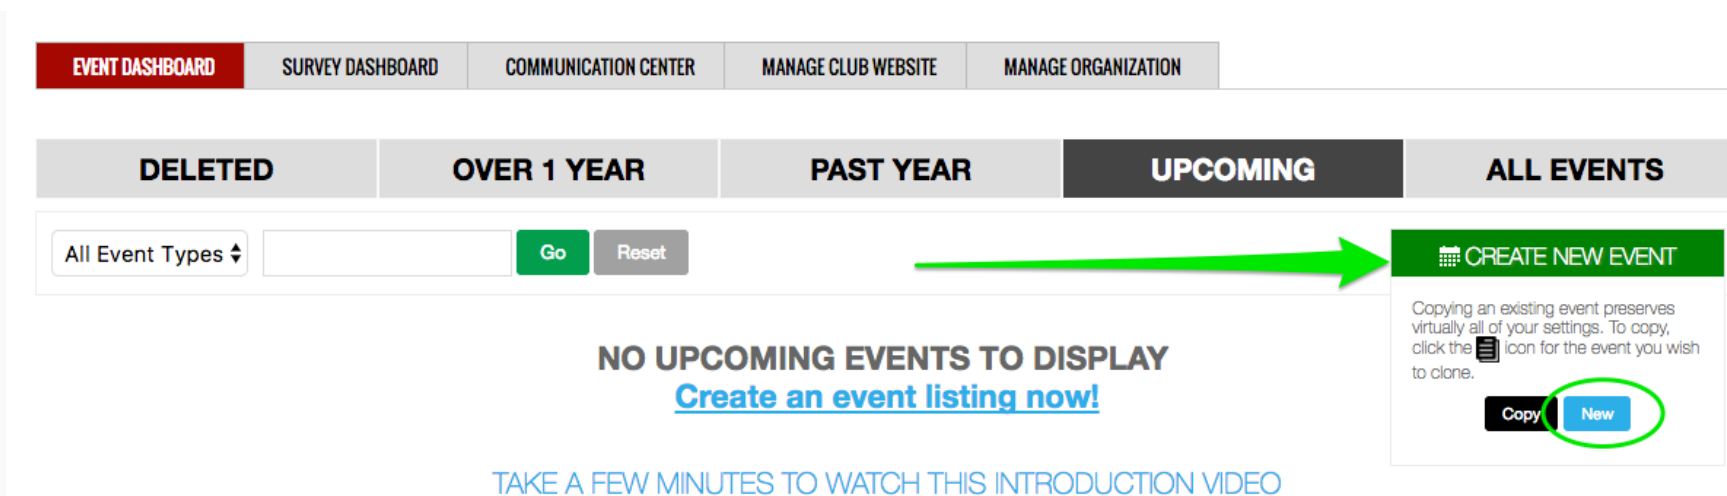 EVENT DASHBOARD SURVEY DASHBOARD COMMUNICATION CENTER MANAGE CLUB WEBSITE MANAGE ORGANIZATION
DELETED OVER 1 YEAR PAST YEAR UPCOMING ALL EVENTS
All Event Types Go Reset
CREATE NEW EVENT
Copying an existing event preserves
virtually all of your settings. To copy,
click the icon for the event you wish
to clone.
Copy New
NO UPCOMING EVENTS TO DISPLAY
Create an event listing now!
TAKE A FEW MINUTES TO WATCH THIS INTRODUCTION VIDEO